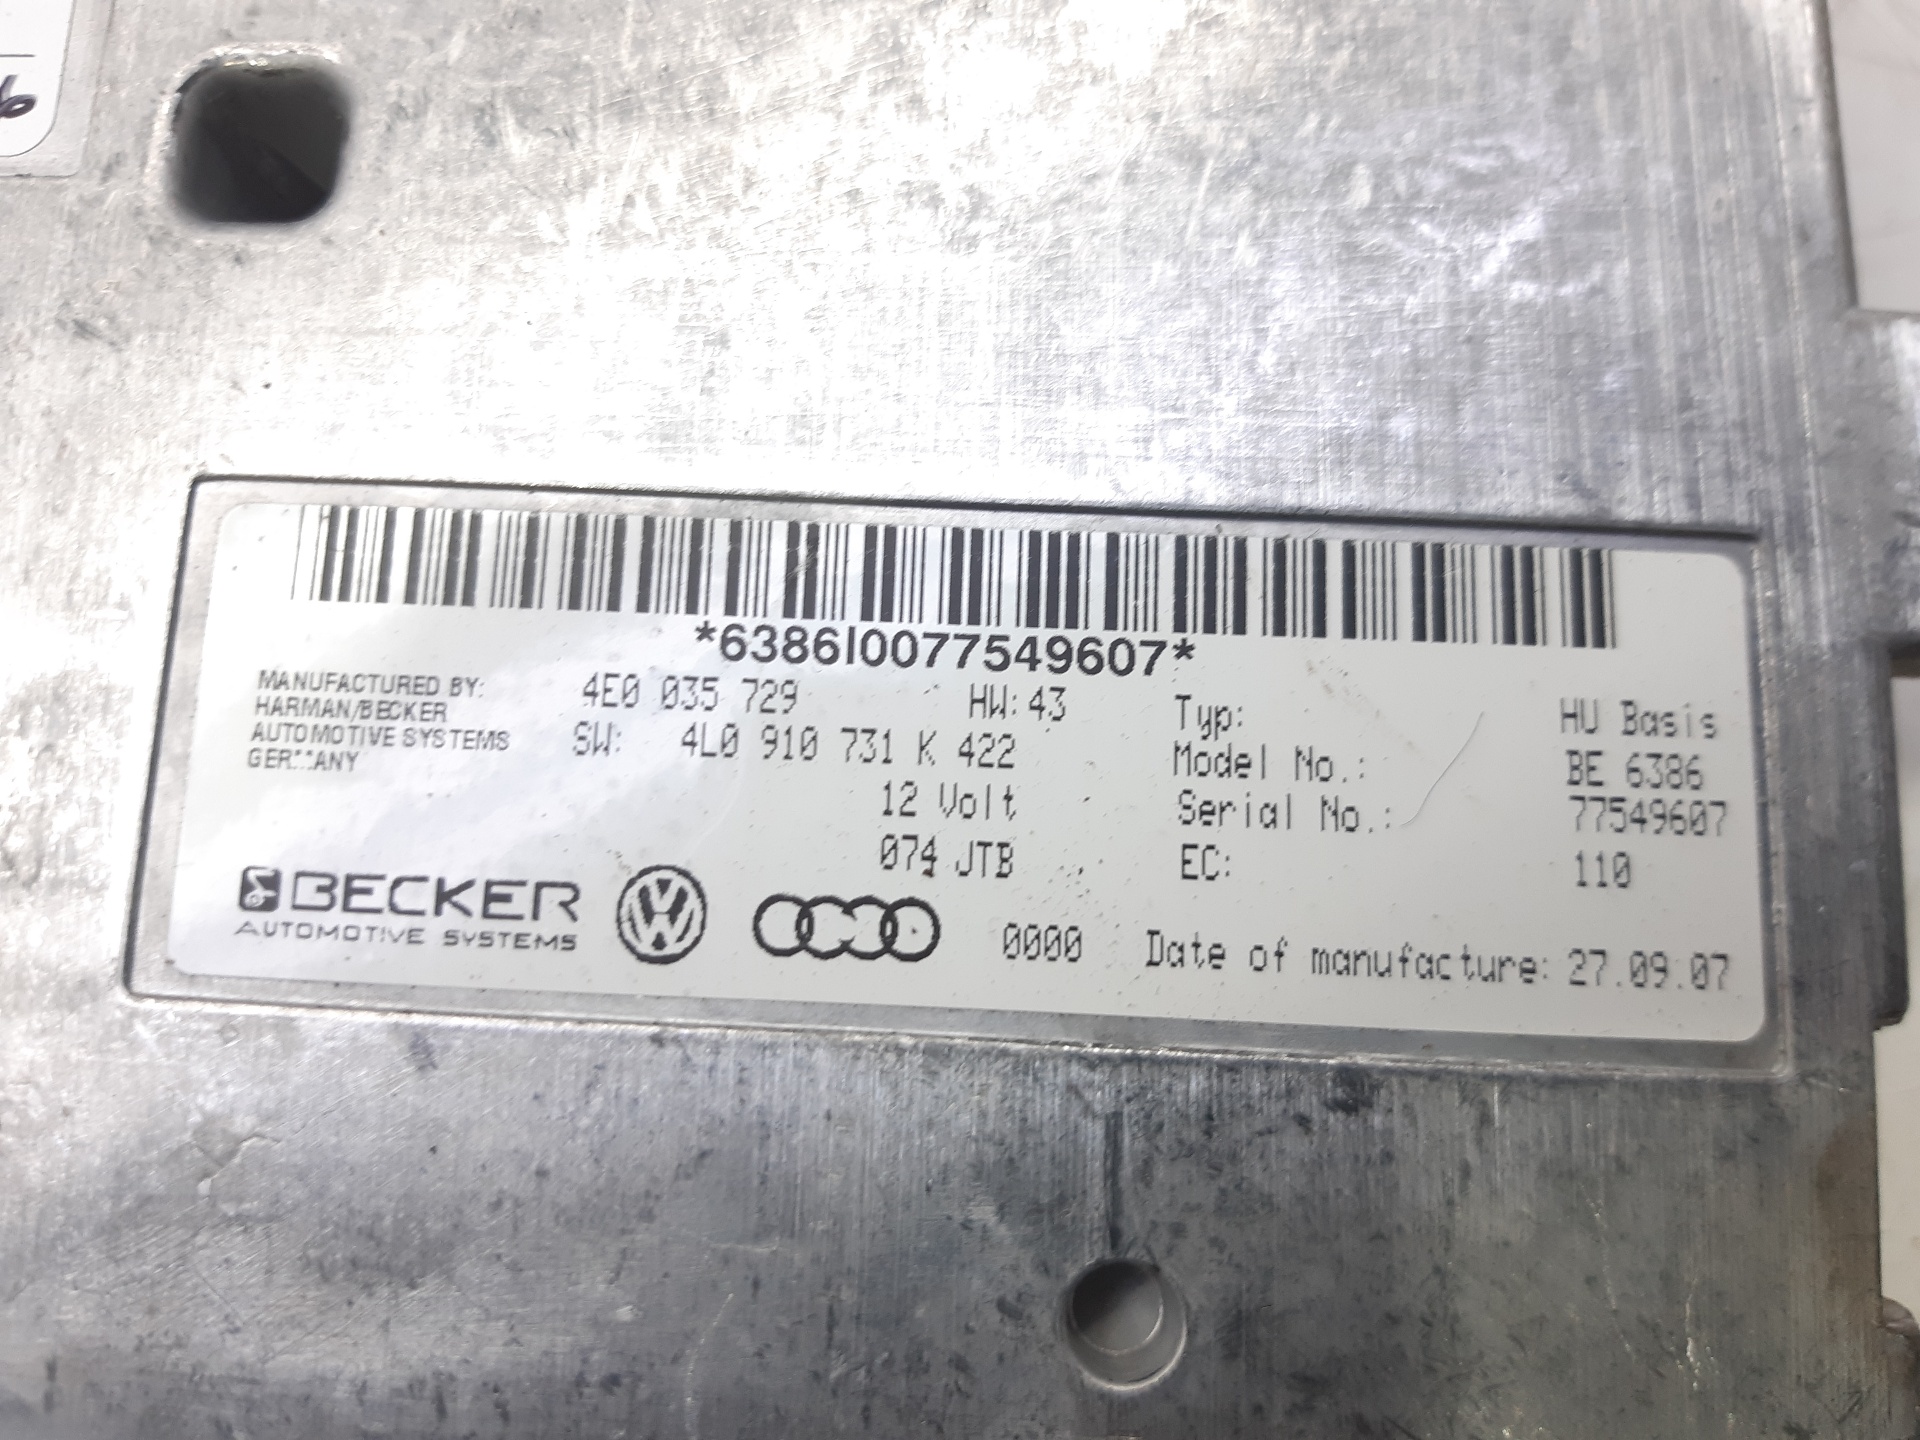 *6386I0077549607*
MANUFACTURED BY:
HARMAN/BECKER
AUTOMOTIVE SYSTEMS
GERMANY
4E0 035 729 HW: 43
SW: 4L0 910 731 K 422
12 Volt
074 JTB
Typ: HU Basis
Model No.: BE 6386
Serial No.: 77549607
EC: 110
BECKER
AUTOMOTIVE SYSTEMS
VW
0000 Date of manufacture: 27.09.07